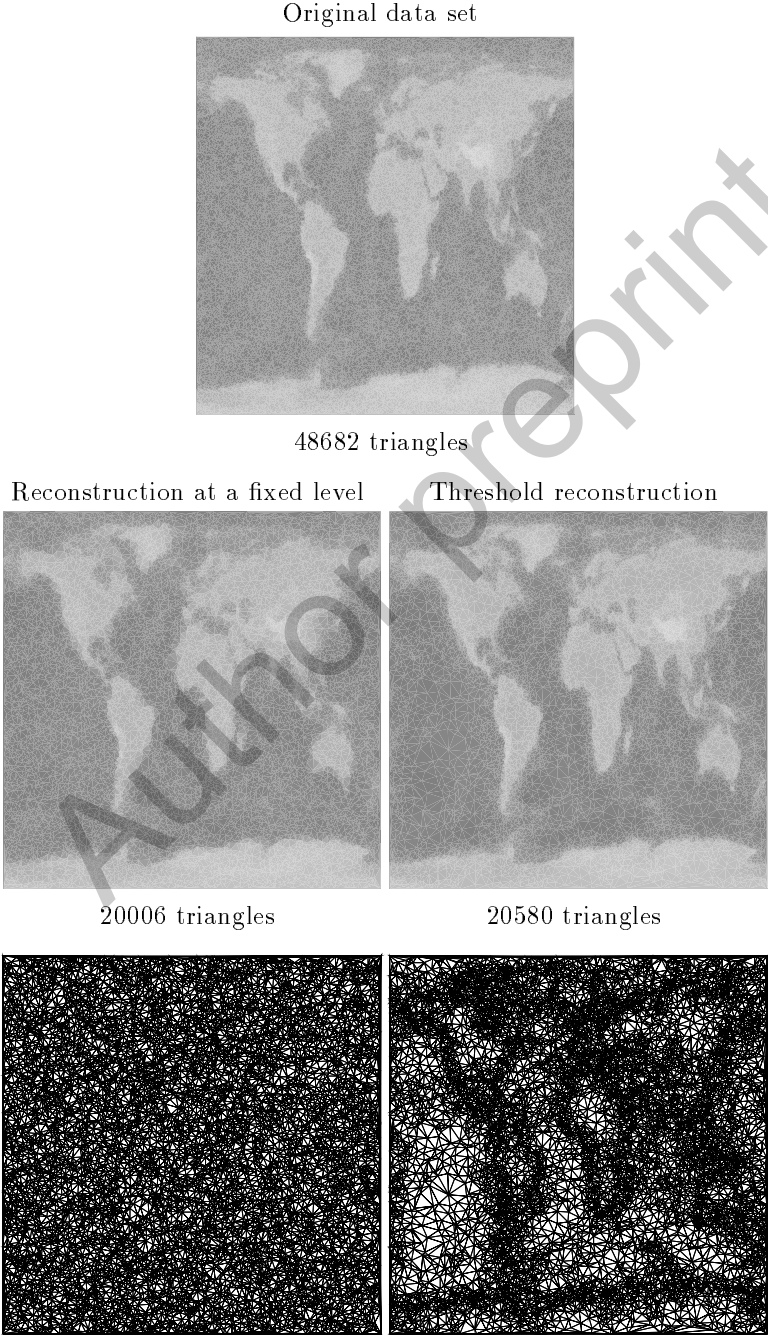 Original data set
48682 triangles
Reconstruction at a fixed level
Threshold reconstruction
20006 triangles
20580 triangles
Author preprint